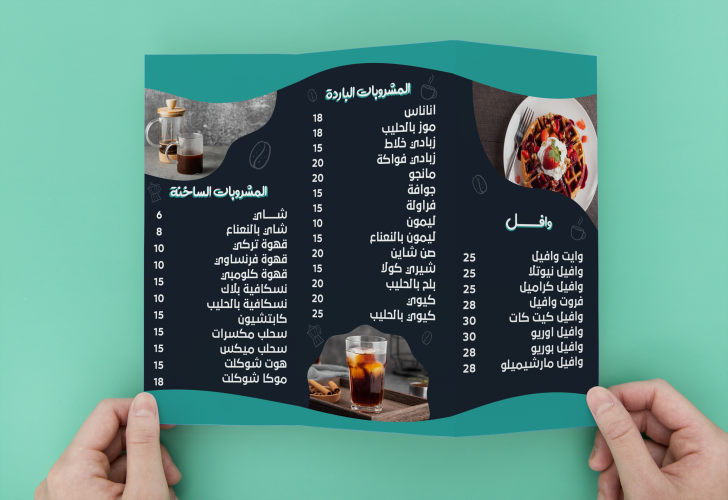 وافـــل
وايت وافيل 25
وافيل نيوتلا 25
وافيل كراميل 25
فروت وافيل 28
وافيل كيت كات 30
وافيل اوريو 30
وافيل بوريو 28
وافيل مارشيميلو 28
المشروبات الباردة
اناناس 18
موز بالحليب 18
زبادي خلاط 15
زبادي فواكة 20
مانجو 20
جوافة 15
فراولة 15
ليمون 10
ليمون بالنعناع 15
صن شاين 20
شيري كولا 15
بلح بالحليب 20
كيوي 20
كيوي بالحليب 25
المشروبات الساخنة
شـــاي 6
شاي بالنعناع 8
قهوة تركي 10
قهوة فرنساوي 10
قهوة كلومبي 10
نسكافية بلاك 15
نسكافية بالحليب 10
كابتشيون 15
سحلب مكسرات 15
سحلب ميكس 15
هوت شوكلت 15
موكا شوكلت 18